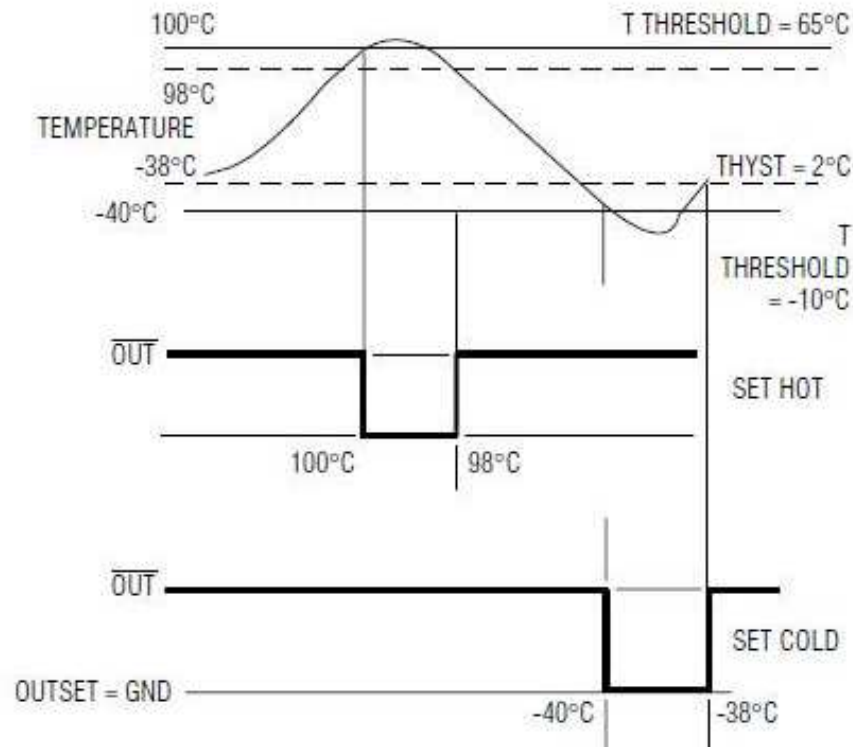 100°C
T THRESHOLD = 65°C
98°C
TEMPERATURE
-38°C
THYST = 2°C
-40°C
T
THRESHOLD
= -10°C
OUT
SET HOT
100°C
98°C
OUT
SET COLD
OUTSET = GND
-40°C
-38°C